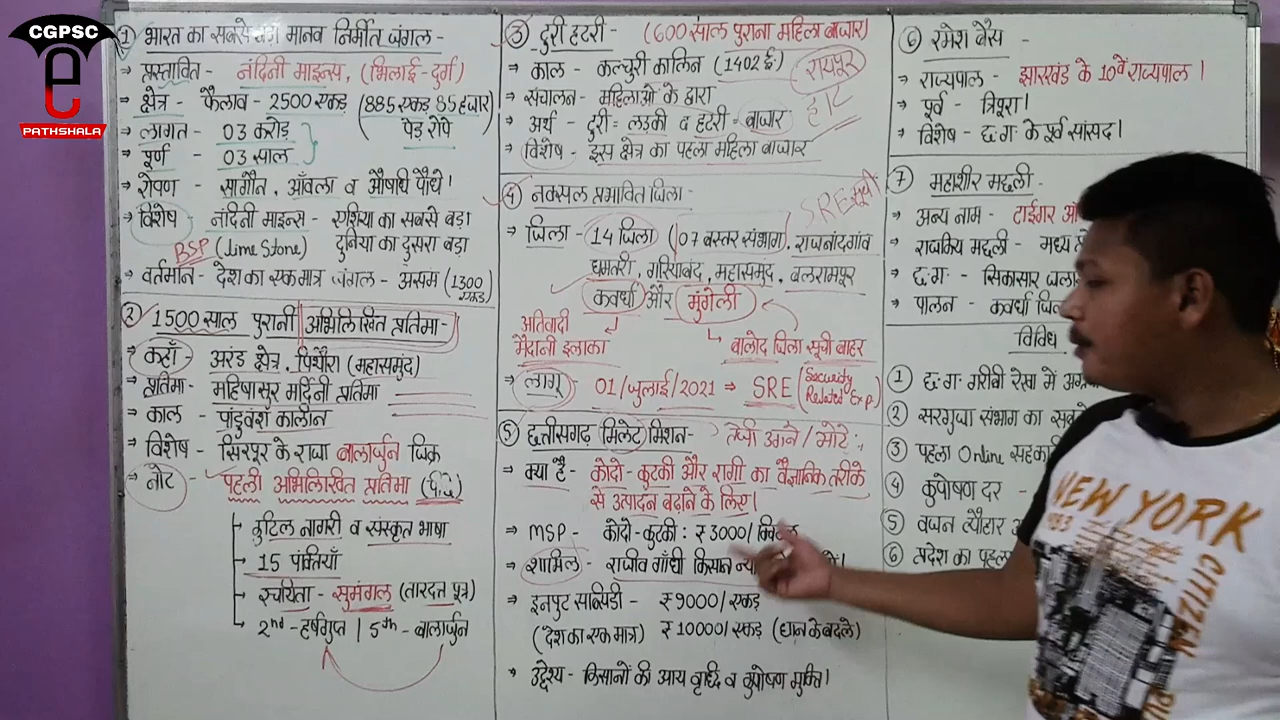 CGPSC
PATHSHALA
① भारत का सबसे बड़ा मानव निर्मित जंगल -
→ प्रस्तावित - नंदिनी माइन्स, (भिलाई - दुर्ग)
→ क्षेत्र - फैलाव - 2500 एकड़ (885 एकड़ 85 हजार)
पेड़ रोपे
→ लागत - 03 करोड़
→ पूर्ण - 03 साल
→ रोपण - सागौन, आँवला व औषधि पौधे।
→ विशेष - नंदिनी माइन्स - एशिया का सबसे बड़ा
BSP (Lime Stone) दुनिया का दुसरा बड़ा
→ वर्तमान - देश का एकमात्र जंगल - असम (1300 एकड़)
② 1500 साल पुरानी अभिलिखित प्रतिमा -
→ कहाँ - अरंड क्षेत्र, पिथौरा (महासमुंद)
→ प्रतिमा - महिषासुर मर्दिनी प्रतिमा
→ काल - पांडुवंश कालीन
→ विशेष - सिरपुर के राजा बालार्जुन जिक्र
→ नोट - पहली अभिलिखित प्रतिमा
कुटिल नागरी व संस्कृत भाषा
15 पंक्तियाँ
रचयिता - सुमंगल (तारदत्त पुत्र)
2nd - हर्षगुप्त | 5th - बालार्जुन
③ टुरी हटरी - (600 साल पुराना महिला बाजार)
→ काल - कल्चुरी कालिन (1402 ई.) रायपुर
→ संचालन - महिलाओं के द्वारा
→ अर्थ - टुरी = लड़की व हटरी = बाजार
हाट
→ विशेष - इस क्षेत्र का पहला महिला बाजार
④ नक्सल प्रभावित जिला -
SRE सूची
→ जिला - 14 जिला (07 बस्तर संभाग), राजनांदगांव
धमतरी, गरियाबंद, महासमुंद, बलरामपुर
कवर्धा और मुंगेली
अतिवादी
मैदानी इलाका
बालोद जिला सूची बाहर
→ लागू - 01/जुलाई/2021 ⇒ SRE (Security Related Exp.)
⑤ छत्तीसगढ़ मिलेट मिशन -
→ क्या है - कोदो - कुटकी और रागी का वैज्ञानिक तरीके
से उत्पादन बढ़ाने के लिए।
→ MSP - कोदो - कुटकी : ₹ 3000/
→ शामिल - राजीव गाँधी किसान
→ इनपुट सब्सिडी - ₹ 9000/ एकड़
(देश का एकमात्र) ₹ 10000/ एकड़ (धान के बदले)
→ उद्देश्य - किसानों की आय वृद्धि व कुपोषण मुक्ति।
⑥ रमेश बैस -
→ राज्यपाल - झारखंड के 10वें राज्यपाल।
→ पूर्व - त्रिपुरा।
→ विशेष - छ.ग. के पूर्व सांसद।
⑦ महाशीर मछली -
→ अन्य नाम - टाईगर
→ राजकिय मछली - मध्य
→ छ.ग. - सिकासार
→ पालन - कवर्धा
विविध
① छ.ग. गरीबी रेखा में
② सरगुजा संभाग का
③ पहला Online
④ कुपोषण दर -
⑤ वजन त्यौहार
⑥ प्रदेश का
NEW YORK
1983
CITIZEN